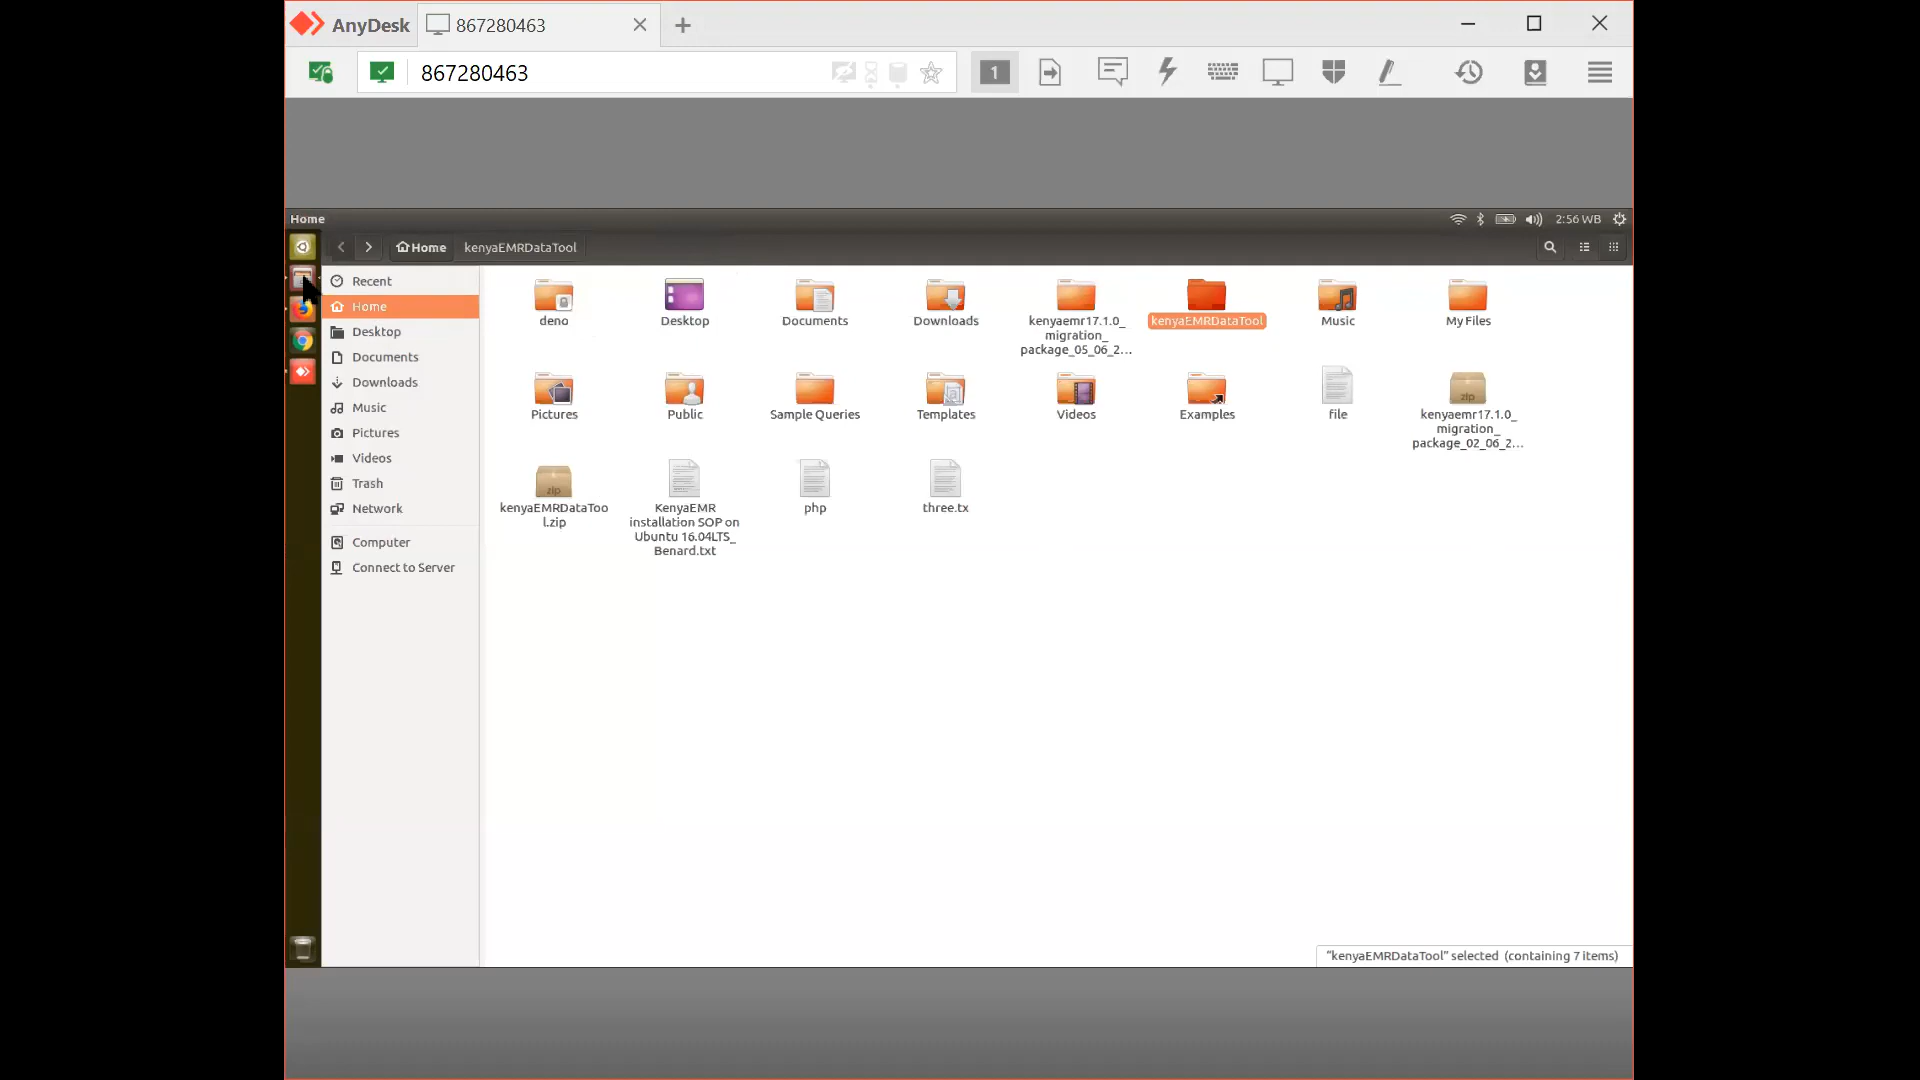 AnyDesk
867280463
867280463
1
Home
2:56 WB
Home
kenyaEMRDataTool
Recent
Home
Desktop
Documents
Downloads
Music
Pictures
Videos
Trash
Network
Computer
Connect to Server
deno
Desktop
Documents
Downloads
kenyaemr17.1.0_
migration_
package_05_06_2...
kenyaEMRDataTool
Music
My Files
Pictures
Public
Sample Queries
Templates
Videos
Examples
file
zip
kenyaemr17.1.0_
migration_
package_02_06_2...
zip
kenyaEMRDataToo
l.zip
KenyaEMR
installation SOP on
Ubuntu 16.04LTS_
Benard.txt
php
three.tx
"kenyaEMRDataTool" selected (containing 7 items)